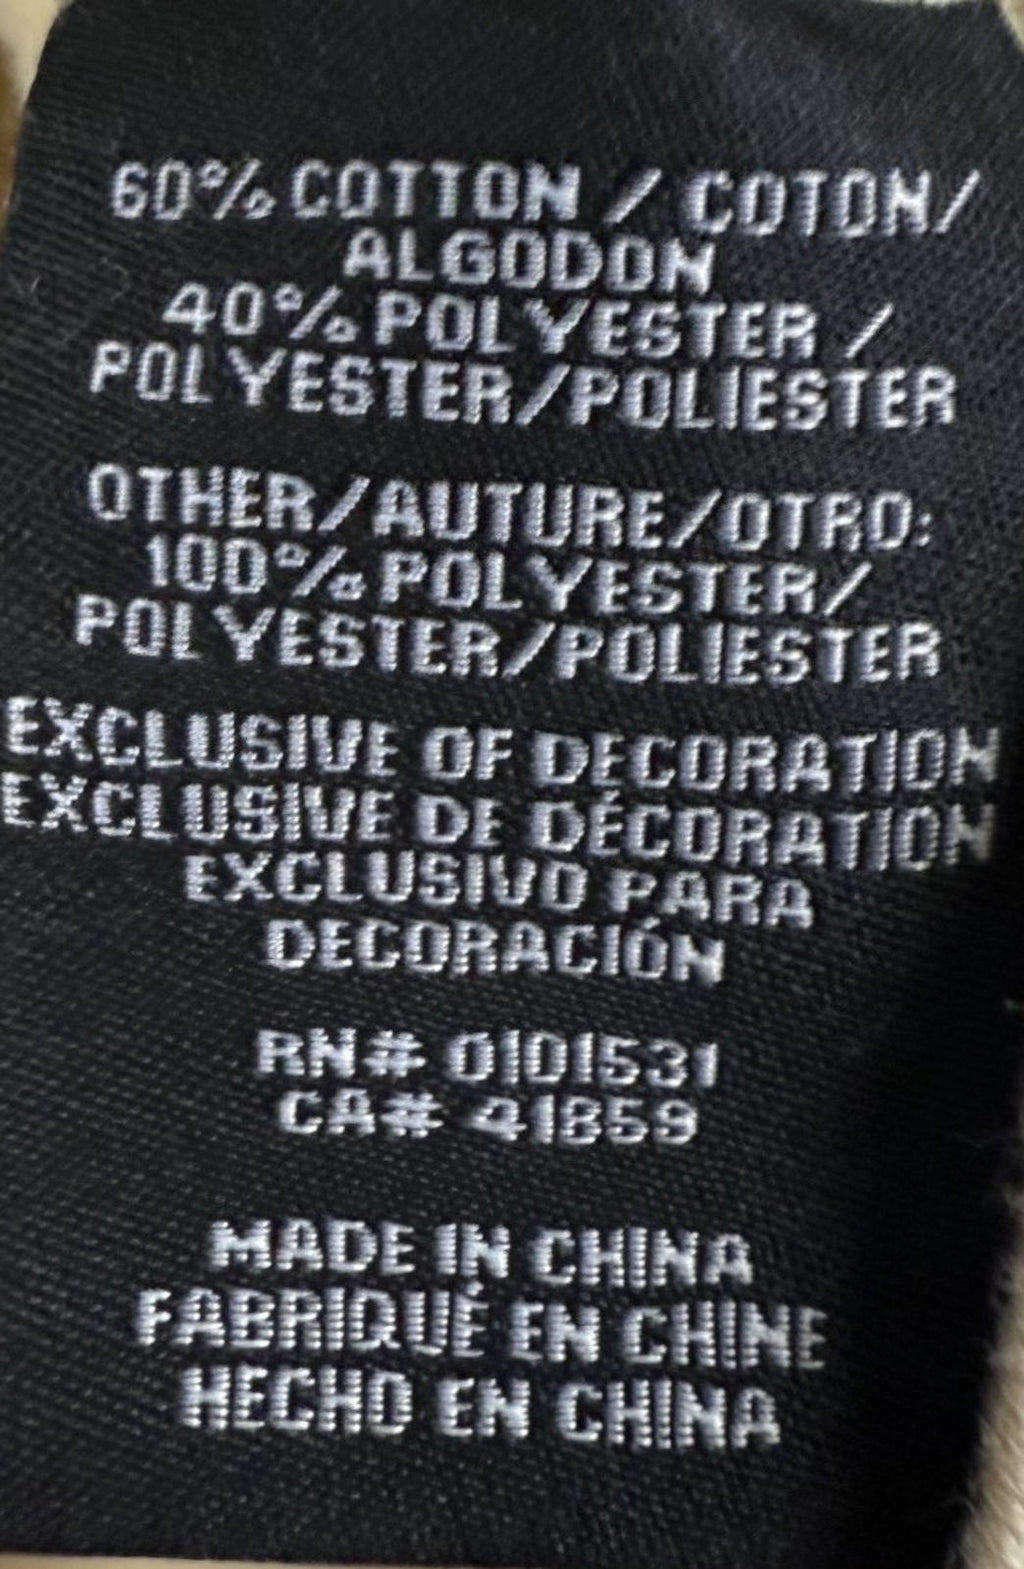 60% COTTON / COTON/
ALGODON
40% POLYESTER /
POLYESTER/POLIESTER
OTHER/AUTURE/OTRO:
100% POLYESTER/
POLYESTER/POLIESTER
EXCLUSIVE OF DECORATION
EXCLUSIVE DE DÉCORATION
EXCLUSIVO PARA
DECORACIÓN
RN# 0101531
CA# 41859
MADE IN CHINA
FABRIQUÉ EN CHINE
HECHO EN CHINA